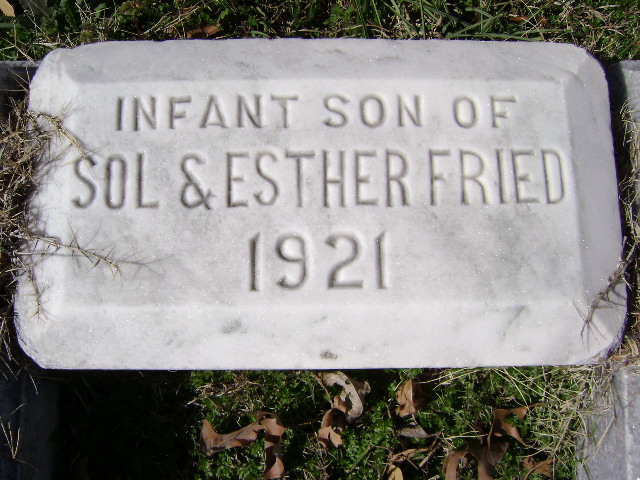 INFANT SON OF
SOL & ESTHER FRIED
1921